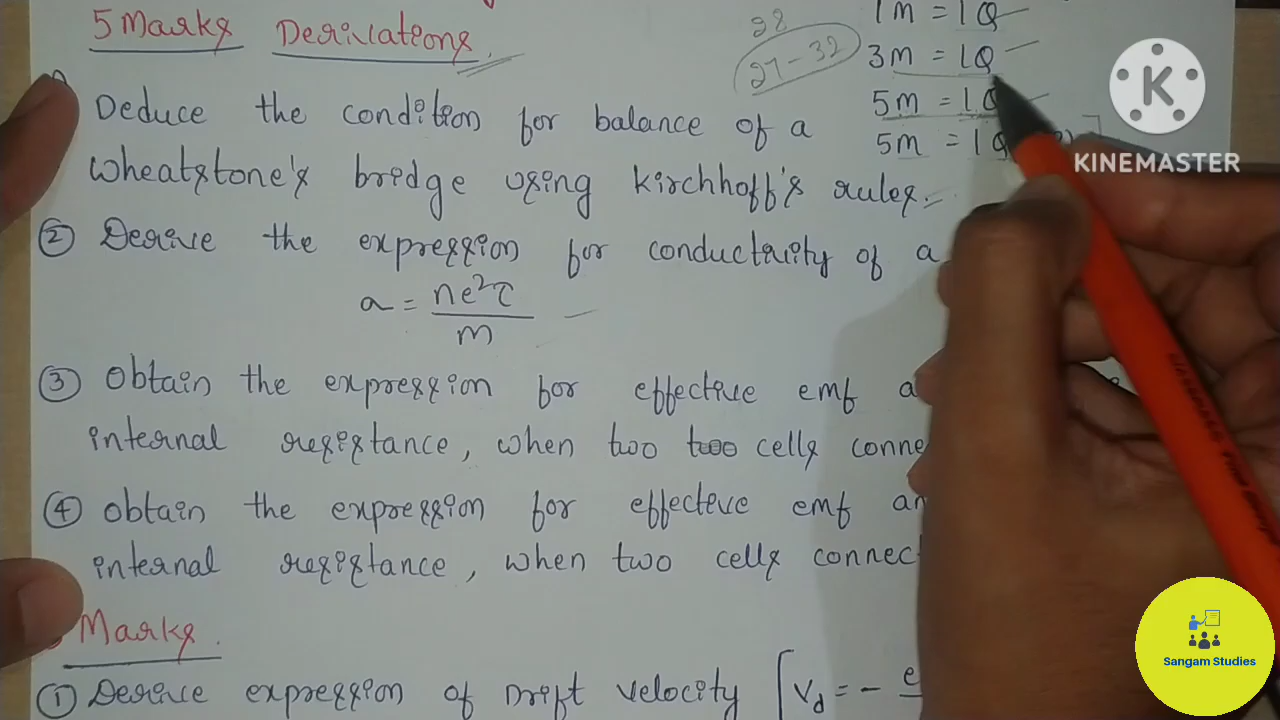 5 Marks Derivations.
28
27-32
1m = 1Q
3m = 1Q
5m = 1Q
5m = 1Q
Deduce the condition for balance of a
Wheatstone's bridge using Kirchhoff's rules.
② Derive the expression for conductivity of a
a = ne²τ
m
③ Obtain the expression for effective emf a
internal resistance, when two two cells conne
④ obtain the expression for effecteve emf an
internal resistance, when two cells connec
Marks.
① Derive expression of Drift velocity [V_d = - e
K
KINEMASTER
Sangam Studies